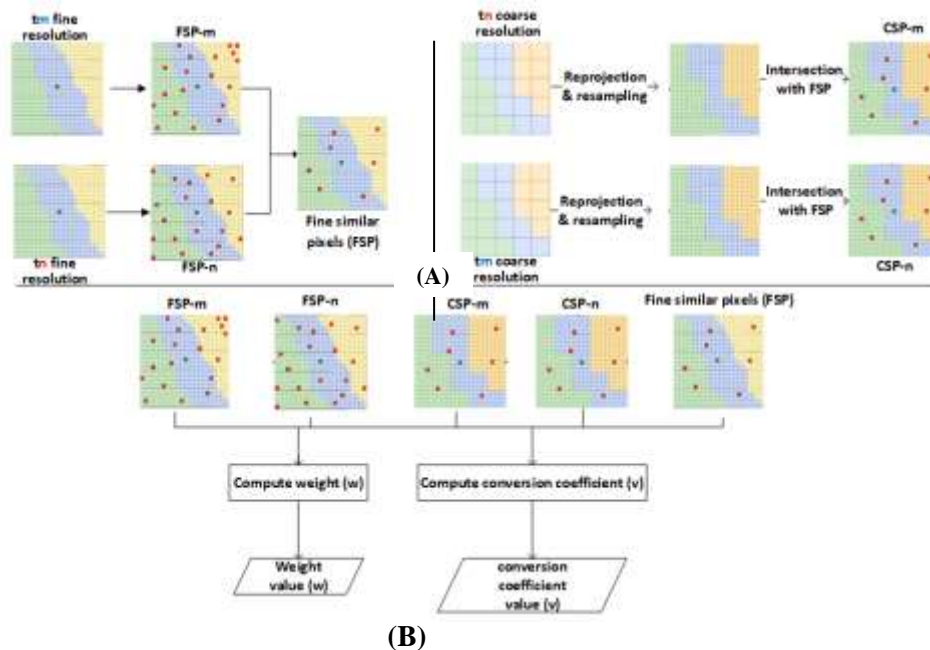 tm fine
resolution
FSP-m
FSP-n
tn fine
resolution
Fine similar
pixels (FSP)
tn coarse
resolution
Reprojection
& resampling
Intersection
with FSP
CSP-m
Reprojection
& resampling
Intersection
with FSP
tm coarse
resolution
CSP-n
(A)
FSP-m
FSP-n
CSP-m
CSP-n
Fine similar pixels (FSP)
Compute weight (w)
Compute conversion coefficient (v)
Weight
value (w)
conversion
coefficient
value (v)
(B)